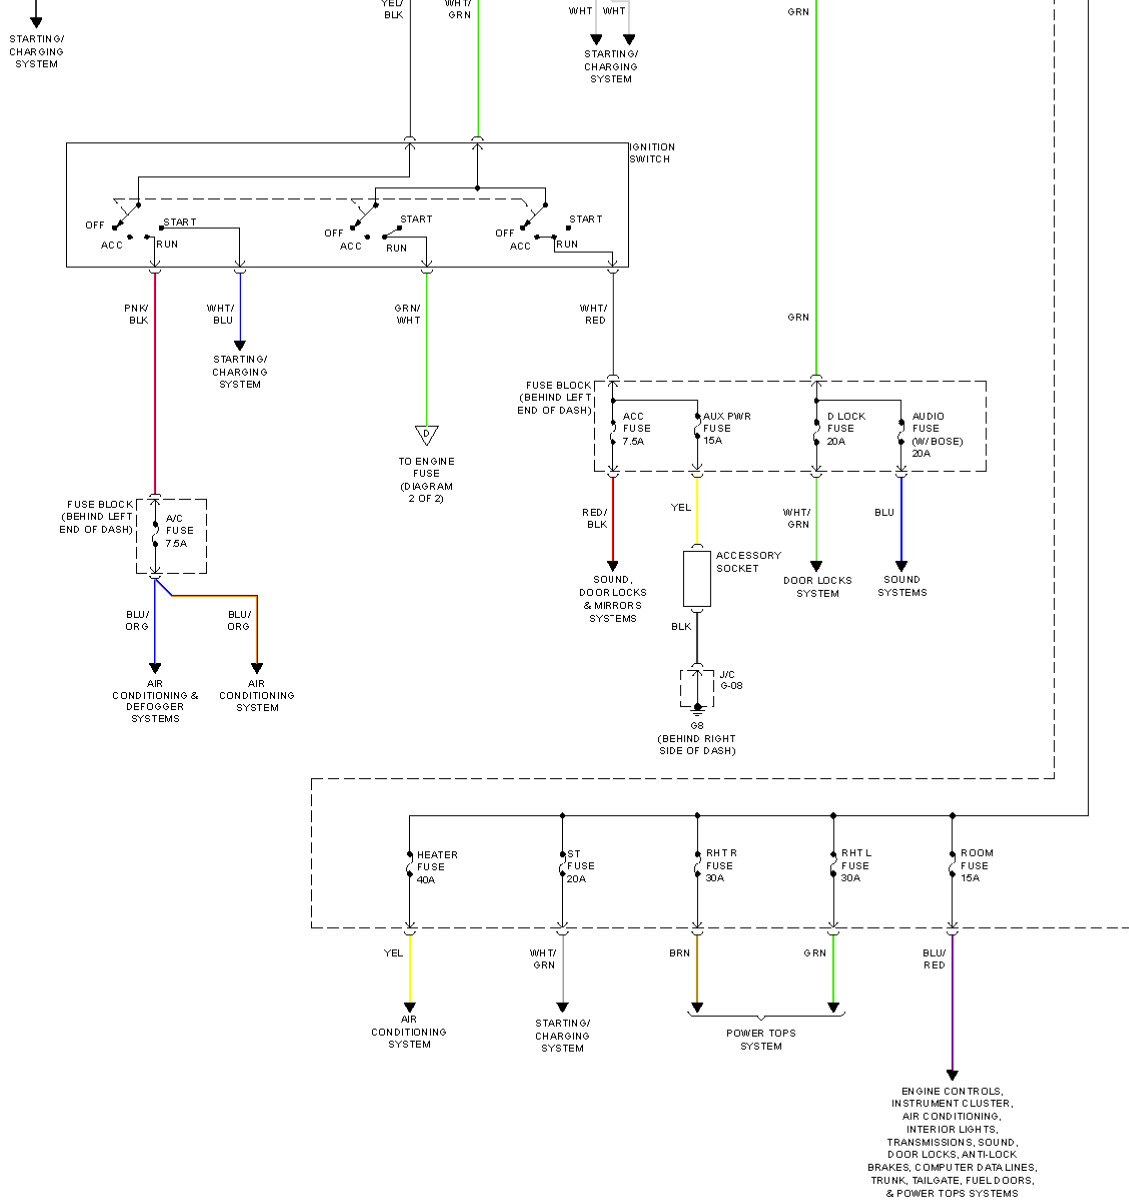 YEL/
BLK
WHT/
GRN
WHT
WHT
GRN
STARTING/
CHARGING
SYSTEM
STARTING/
CHARGING
SYSTEM
IGNITION
SWITCH
OFF
ACC
START
RUN
OFF
ACC
START
RUN
OFF
ACC
START
RUN
PNK/
BLK
WHT/
BLU
GRN/
WHT
WHT/
RED
GRN
STARTING/
CHARGING
SYSTEM
FUSE BLOCK
(BEHIND LEFT
END OF DASH)
ACC
FUSE
7.5A
AUX PWR
FUSE
15A
D LOCK
FUSE
20A
AUDIO
FUSE
(W/ BOSE)
20A
D
TO ENGINE
FUSE
(DIAGRAM
2 OF 2)
FUSE BLOCK
(BEHIND LEFT
END OF DASH)
A/C
FUSE
7.5A
RED/
BLK
YEL
WHT/
GRN
BLU
ACCESSORY
SOCKET
SOUND,
DOOR LOCKS
& MIRRORS
SYSTEMS
DOOR LOCKS
SYSTEM
SOUND
SYSTEMS
BLU/
ORG
BLU/
ORG
BLK
J/C
G-08
AIR
CONDITIONING &
DEFOGGER
SYSTEMS
AIR
CONDITIONING
SYSTEM
G8
(BEHIND RIGHT
SIDE OF DASH)
HEATER
FUSE
40A
ST
FUSE
20A
RHT R
FUSE
30A
RHT L
FUSE
30A
ROOM
FUSE
15A
YEL
WHT/
GRN
BRN
GRN
BLU/
RED
AIR
CONDITIONING
SYSTEM
STARTING/
CHARGING
SYSTEM
POWER TOPS
SYSTEM
ENGINE CONTROLS,
INSTRUMENT CLUSTER,
AIR CONDITIONING,
INTERIOR LIGHTS,
TRANSMISSIONS, SOUND,
DOOR LOCKS, ANTI-LOCK
BRAKES, COMPUTER DATA LINES,
TRUNK, TAILGATE, FUEL DOORS,
& POWER TOPS SYSTEMS